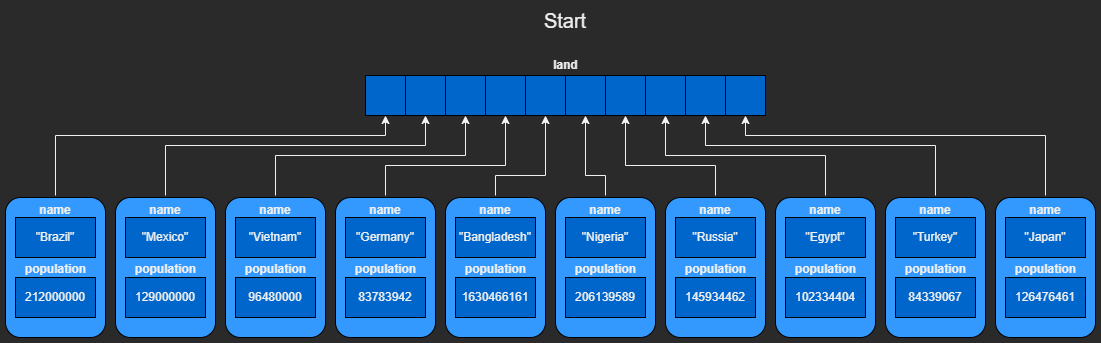 Start
land
name name name name name name name name name name
"Brazil" "Mexico" "Vietnam" "Germany" "Bangladesh" "Nigeria" "Russia" "Egypt" "Turkey" "Japan"
population population population population population population population population population population
212000000 129000000 96480000 83783942 1630466161 206139589 145934462 102334404 84339067 126476461